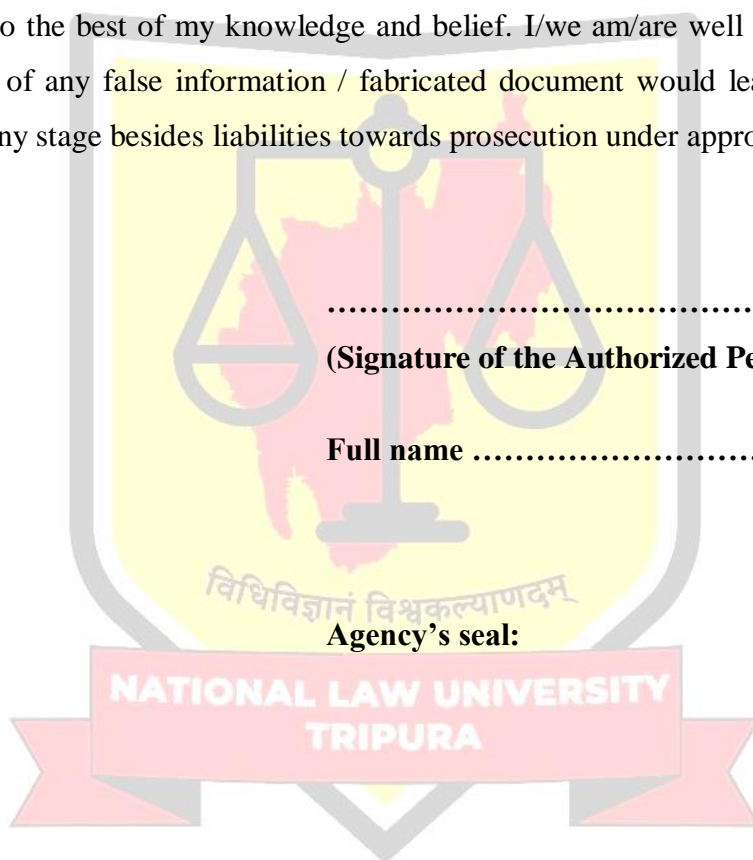 o the best of my knowledge and belief. I/we am/are well
of any false information / fabricated document would lea
ny stage besides liabilities towards prosecution under appro
………………………………………
(Signature of the Authorized Pe
Full name …………………………
विधिविज्ञानं विश्वकल्याणदम्
Agency’s seal:
NATIONAL LAW UNIVERSITY
TRIPURA